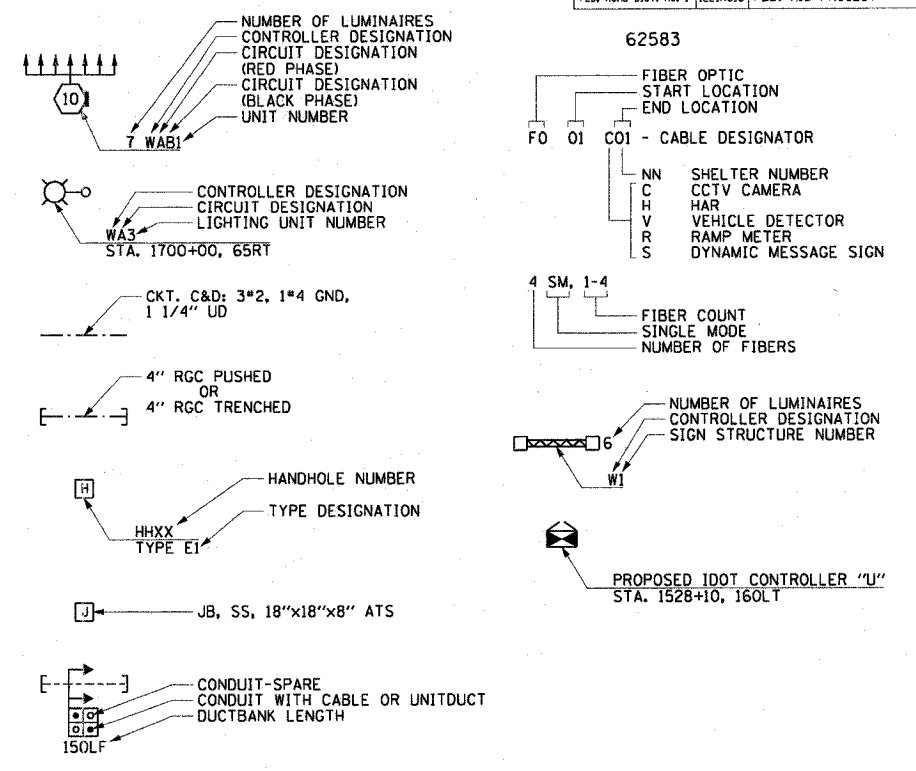 ILLINOIS
62583
NUMBER OF LUMINAIRES
CONTROLLER DESIGNATION
CIRCUIT DESIGNATION
(RED PHASE)
CIRCUIT DESIGNATION
(BLACK PHASE)
UNIT NUMBER
10
7 WAB1
CONTROLLER DESIGNATION
CIRCUIT DESIGNATION
LIGHTING UNIT NUMBER
WA3
STA. 1700+00, 65RT
CKT. C&D: 3#2, 1#4 GND,
1 1/4" UD
4" RGC PUSHED
OR
4" RGC TRENCHED
H
HANDHOLE NUMBER
TYPE DESIGNATION
HHXX
TYPE E1
J
JB, SS, 18"x18"x8" ATS
CONDUIT-SPARE
CONDUIT WITH CABLE OR UNITDUCT
DUCTBANK LENGTH
150LF
FIBER OPTIC
START LOCATION
END LOCATION
FO 01 CO1 - CABLE DESIGNATOR
NN SHELTER NUMBER
C CCTV CAMERA
H HAR
V VEHICLE DETECTOR
R RAMP METER
S DYNAMIC MESSAGE SIGN
4 SM, 1-4
FIBER COUNT
SINGLE MODE
NUMBER OF FIBERS
NUMBER OF LUMINAIRES
CONTROLLER DESIGNATION
SIGN STRUCTURE NUMBER
6
W1
PROPOSED IDOT CONTROLLER "U"
STA. 1528+10, 160LT